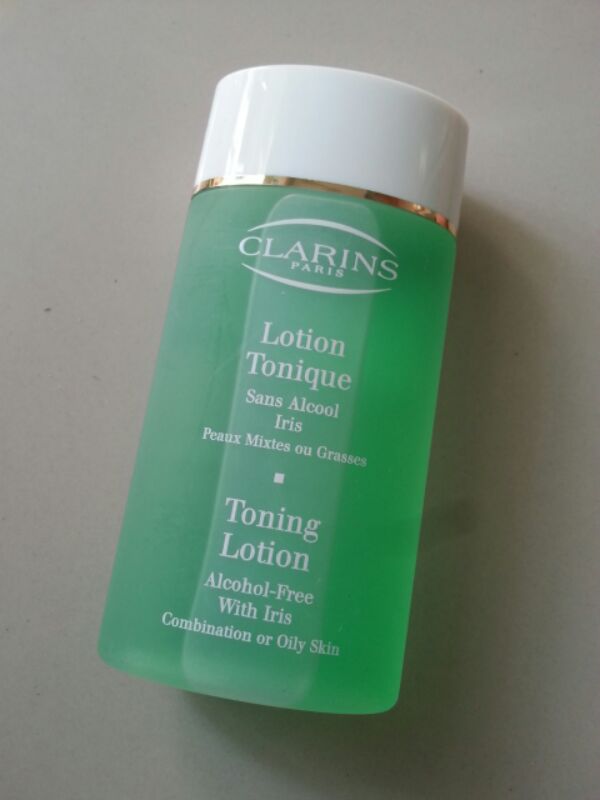 CLARINS
PARIS
Lotion
Tonique
Sans Alcool
Iris
Peaux Mixtes ou Grasses
Toning
Lotion
Alcohol-Free
With Iris
Combination or Oily Skin